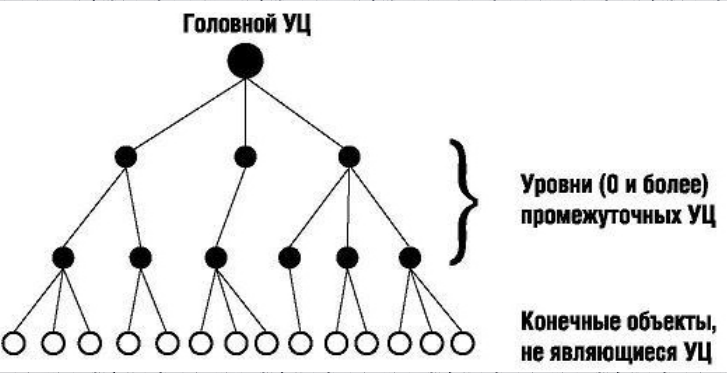 Головной УЦ
Уровни (0 и более)
промежуточных УЦ
Конечные объекты,
не являющиеся УЦ